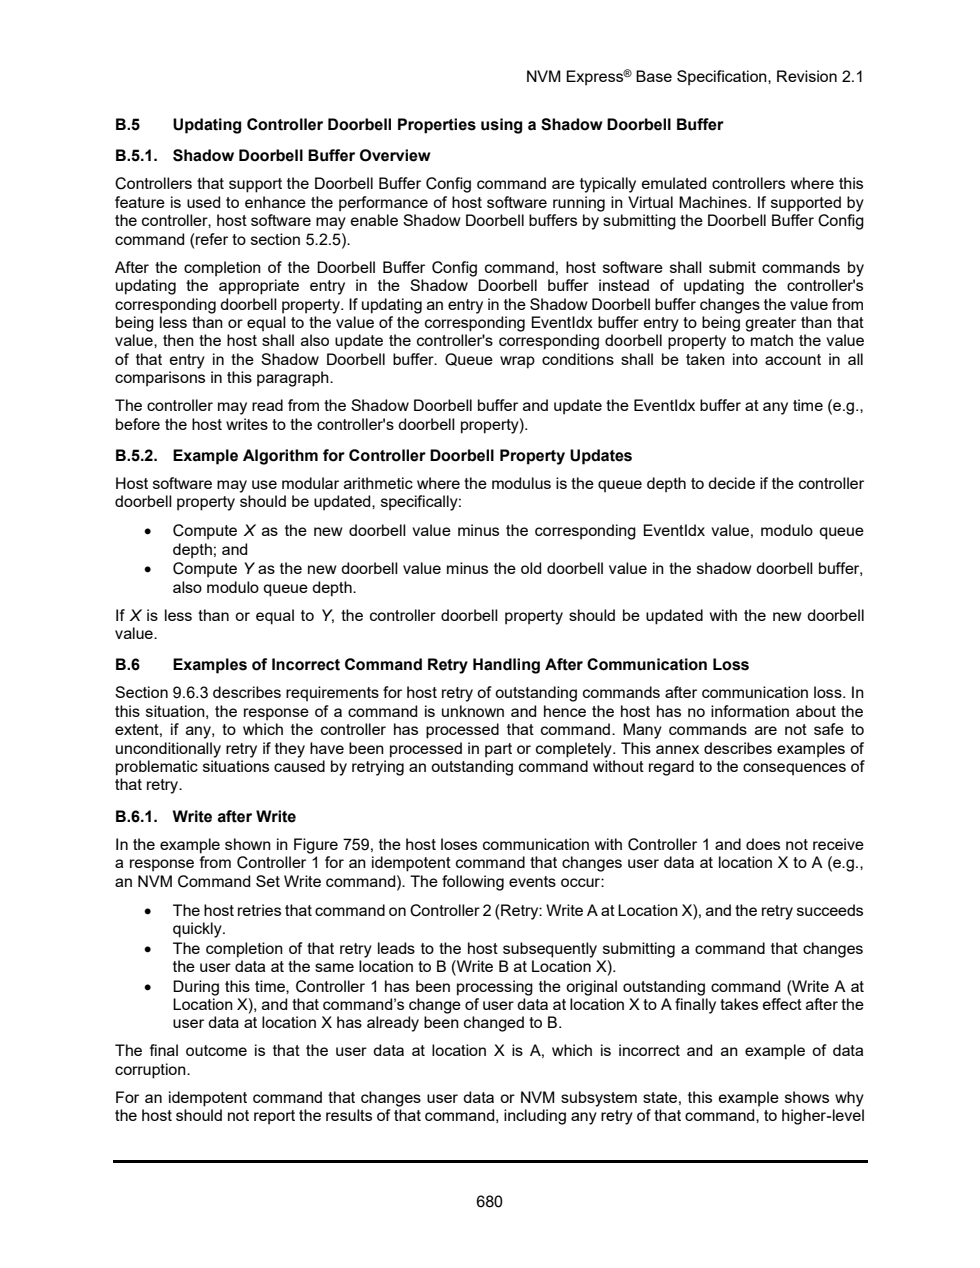 NVM Express® Base Specification, Revision 2.1
B.5 Updating Controller Doorbell Properties using a Shadow Doorbell Buffer
B.5.1. Shadow Doorbell Buffer Overview
Controllers that support the Doorbell Buffer Config command are typically emulated controllers where this
feature is used to enhance the performance of host software running in Virtual Machines. If supported by
the controller, host software may enable Shadow Doorbell buffers by submitting the Doorbell Buffer Config
command (refer to section 5.2.5).
After the completion of the Doorbell Buffer Config command, host software shall submit commands by
updating the appropriate entry in the Shadow Doorbell buffer instead of updating the controller's
corresponding doorbell property. If updating an entry in the Shadow Doorbell buffer changes the value from
being less than or equal to the value of the corresponding EventIdx buffer entry to being greater than that
value, then the host shall also update the controller's corresponding doorbell property to match the value
of that entry in the Shadow Doorbell buffer. Queue wrap conditions shall be taken into account in all
comparisons in this paragraph.
The controller may read from the Shadow Doorbell buffer and update the EventIdx buffer at any time (e.g.,
before the host writes to the controller's doorbell property).
B.5.2. Example Algorithm for Controller Doorbell Property Updates
Host software may use modular arithmetic where the modulus is the queue depth to decide if the controller
doorbell property should be updated, specifically:
• Compute X as the new doorbell value minus the corresponding EventIdx value, modulo queue
depth; and
• Compute Y as the new doorbell value minus the old doorbell value in the shadow doorbell buffer,
also modulo queue depth.
If X is less than or equal to Y, the controller doorbell property should be updated with the new doorbell
value.
B.6 Examples of Incorrect Command Retry Handling After Communication Loss
Section 9.6.3 describes requirements for host retry of outstanding commands after communication loss. In
this situation, the response of a command is unknown and hence the host has no information about the
extent, if any, to which the controller has processed that command. Many commands are not safe to
unconditionally retry if they have been processed in part or completely. This annex describes examples of
problematic situations caused by retrying an outstanding command without regard to the consequences of
that retry.
B.6.1. Write after Write
In the example shown in Figure 759, the host loses communication with Controller 1 and does not receive
a response from Controller 1 for an idempotent command that changes user data at location X to A (e.g.,
an NVM Command Set Write command). The following events occur:
• The host retries that command on Controller 2 (Retry: Write A at Location X), and the retry succeeds
quickly.
• The completion of that retry leads to the host subsequently submitting a command that changes
the user data at the same location to B (Write B at Location X).
• During this time, Controller 1 has been processing the original outstanding command (Write A at
Location X), and that command’s change of user data at location X to A finally takes effect after the
user data at location X has already been changed to B.
The final outcome is that the user data at location X is A, which is incorrect and an example of data
corruption.
For an idempotent command that changes user data or NVM subsystem state, this example shows why
the host should not report the results of that command, including any retry of that command, to higher-level
680